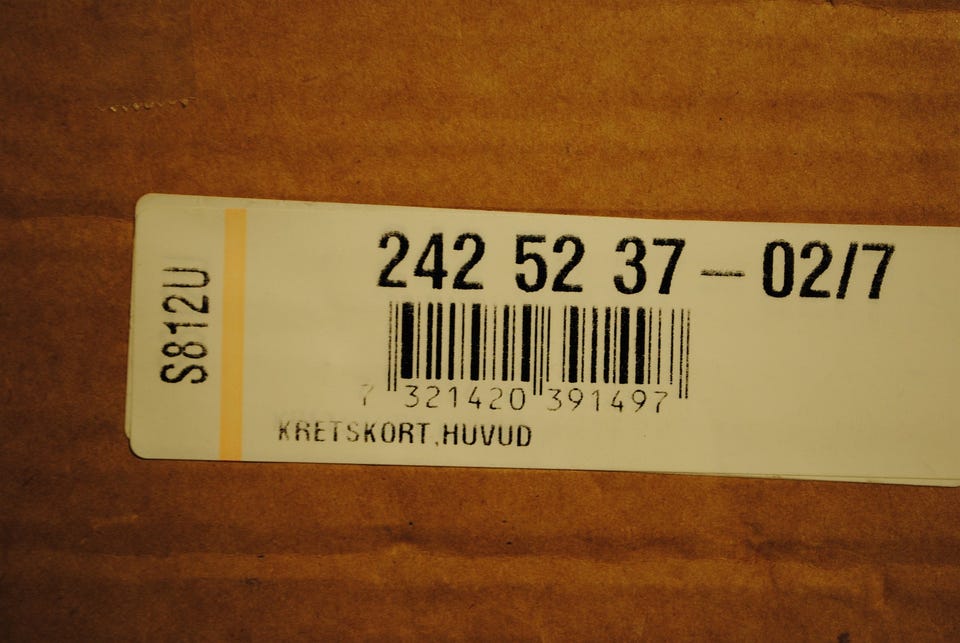 S812U
242 52 37 – 02/7
7 321420 391497
KRETSKORT,HUVUD